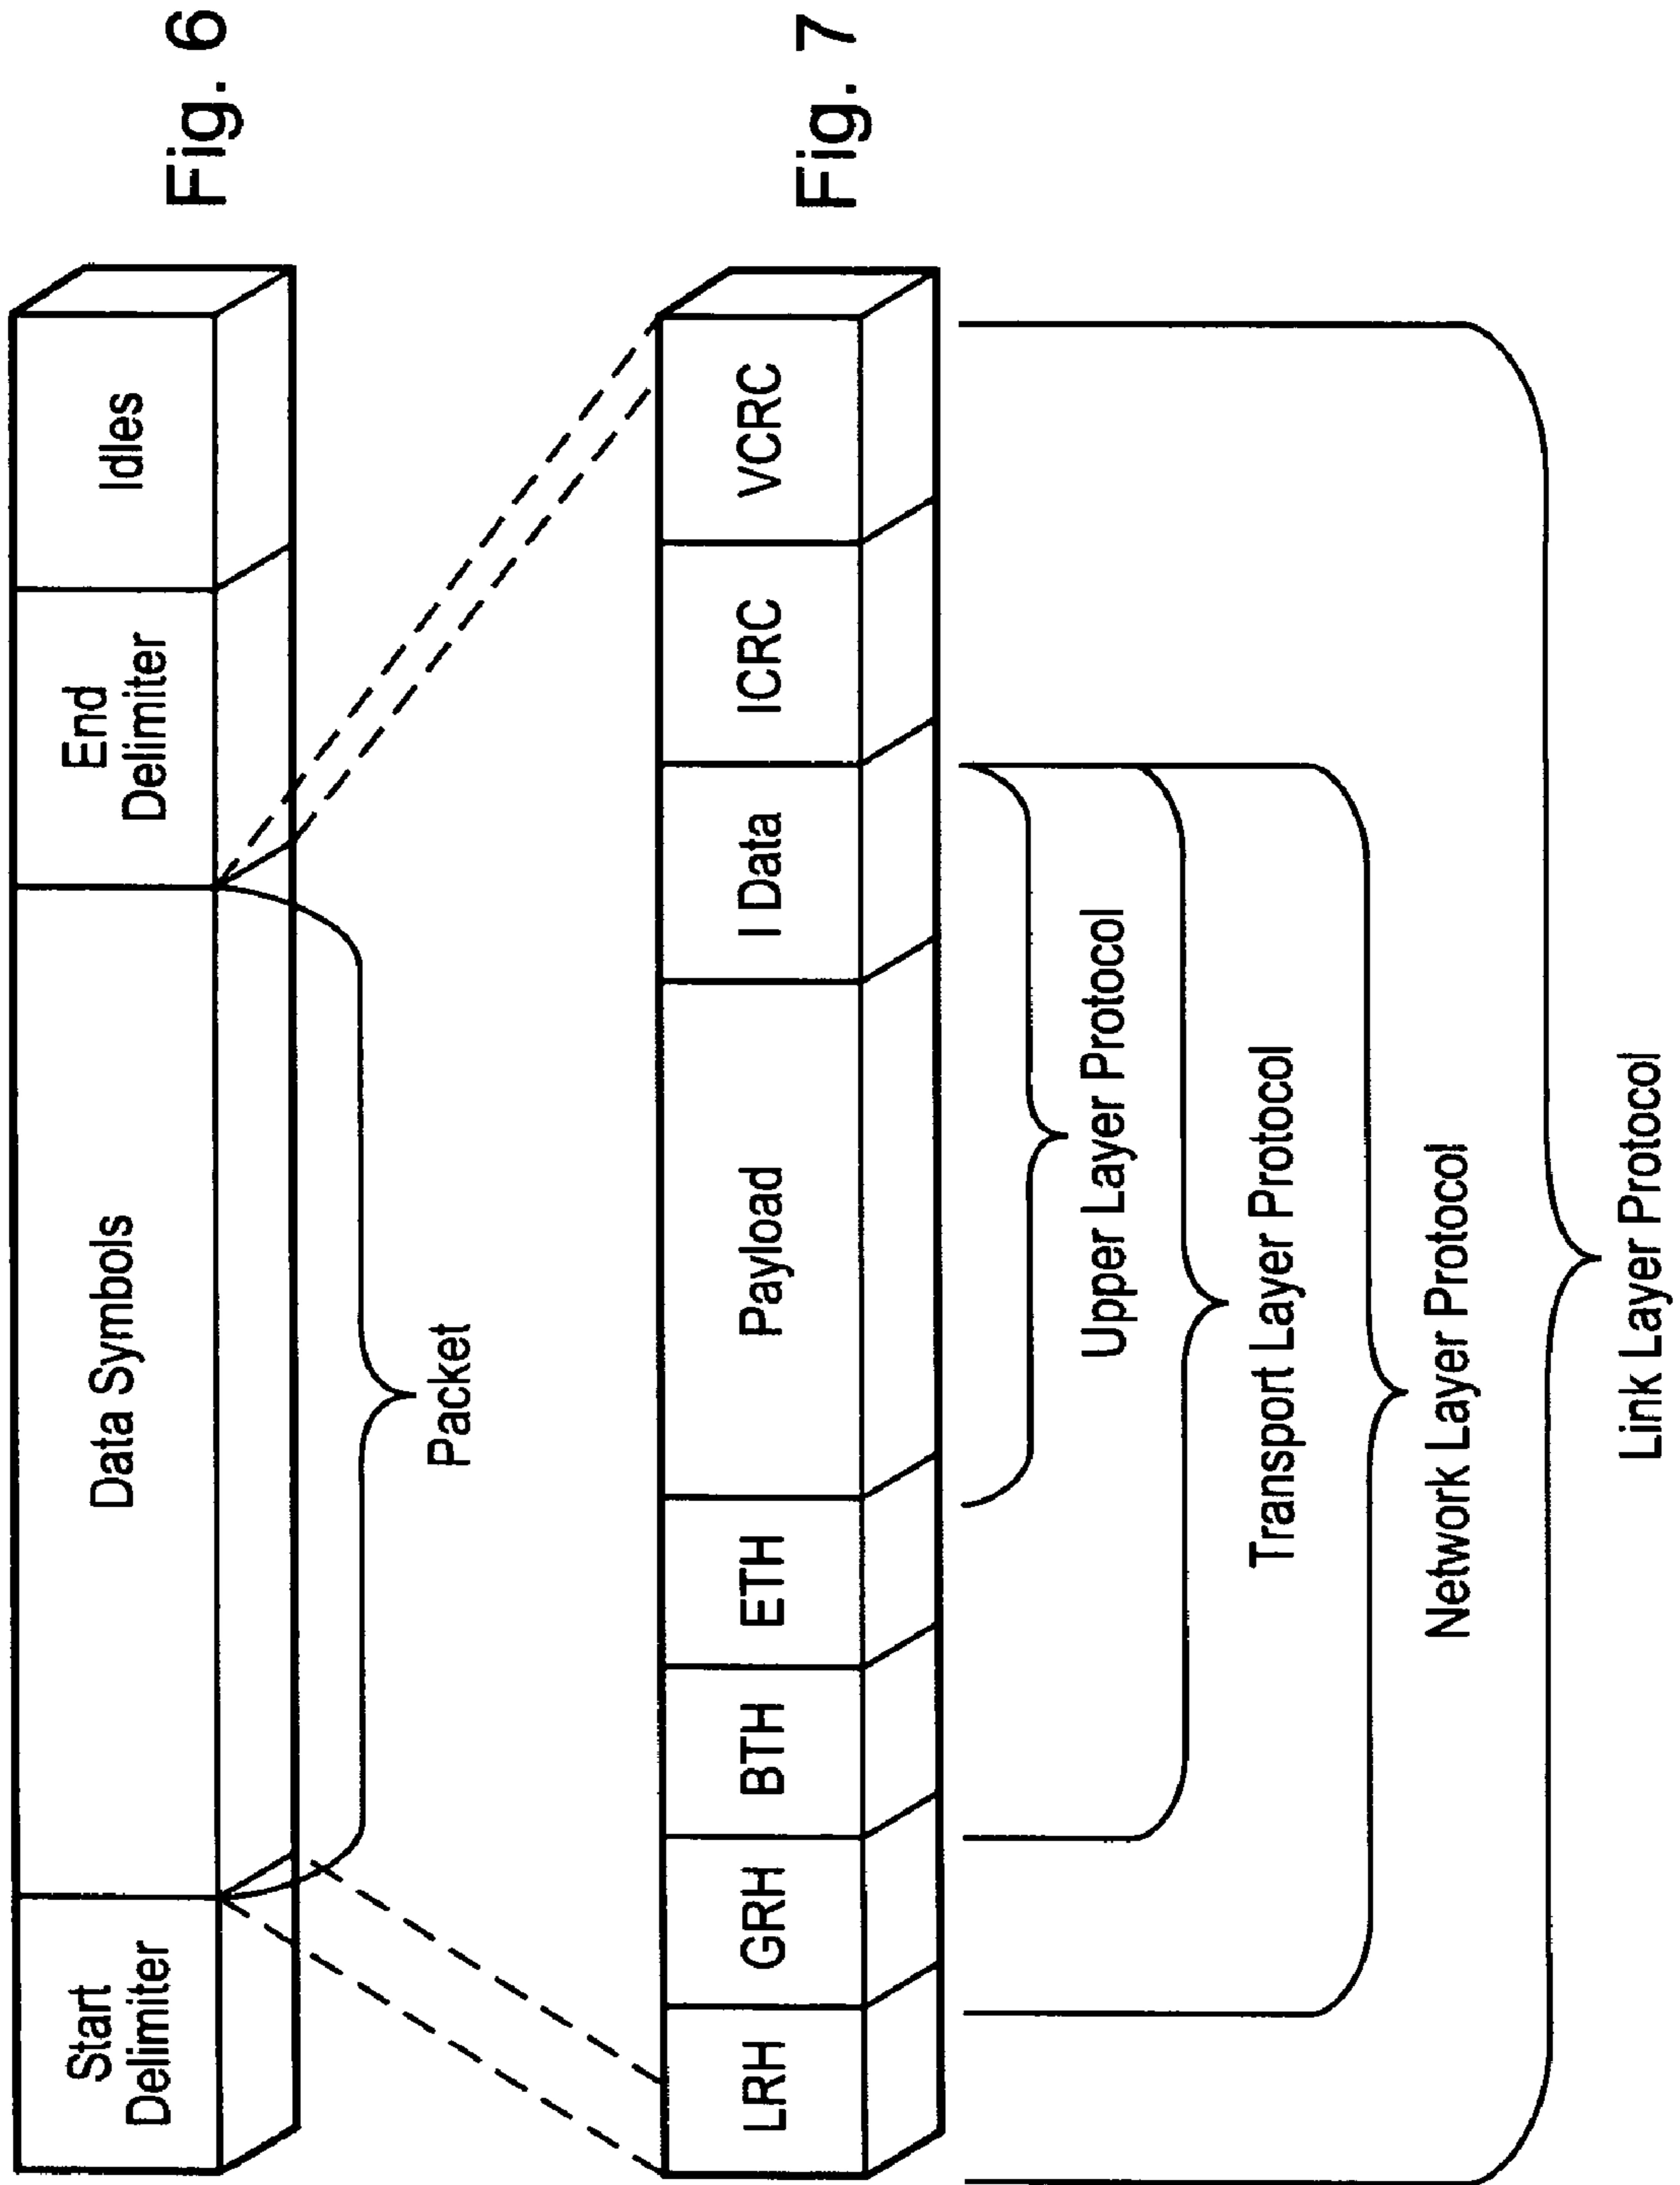 Start
Delimiter
Data Symbols
End
Delimiter
Idles
Packet
Fig. 6
LRH
GRH
BTH
ETH
Payload
I Data
ICRC
VCRC
Fig. 7
Upper Layer Protocol
Transport Layer Protocol
Network Layer Protocol
Link Layer Protocol